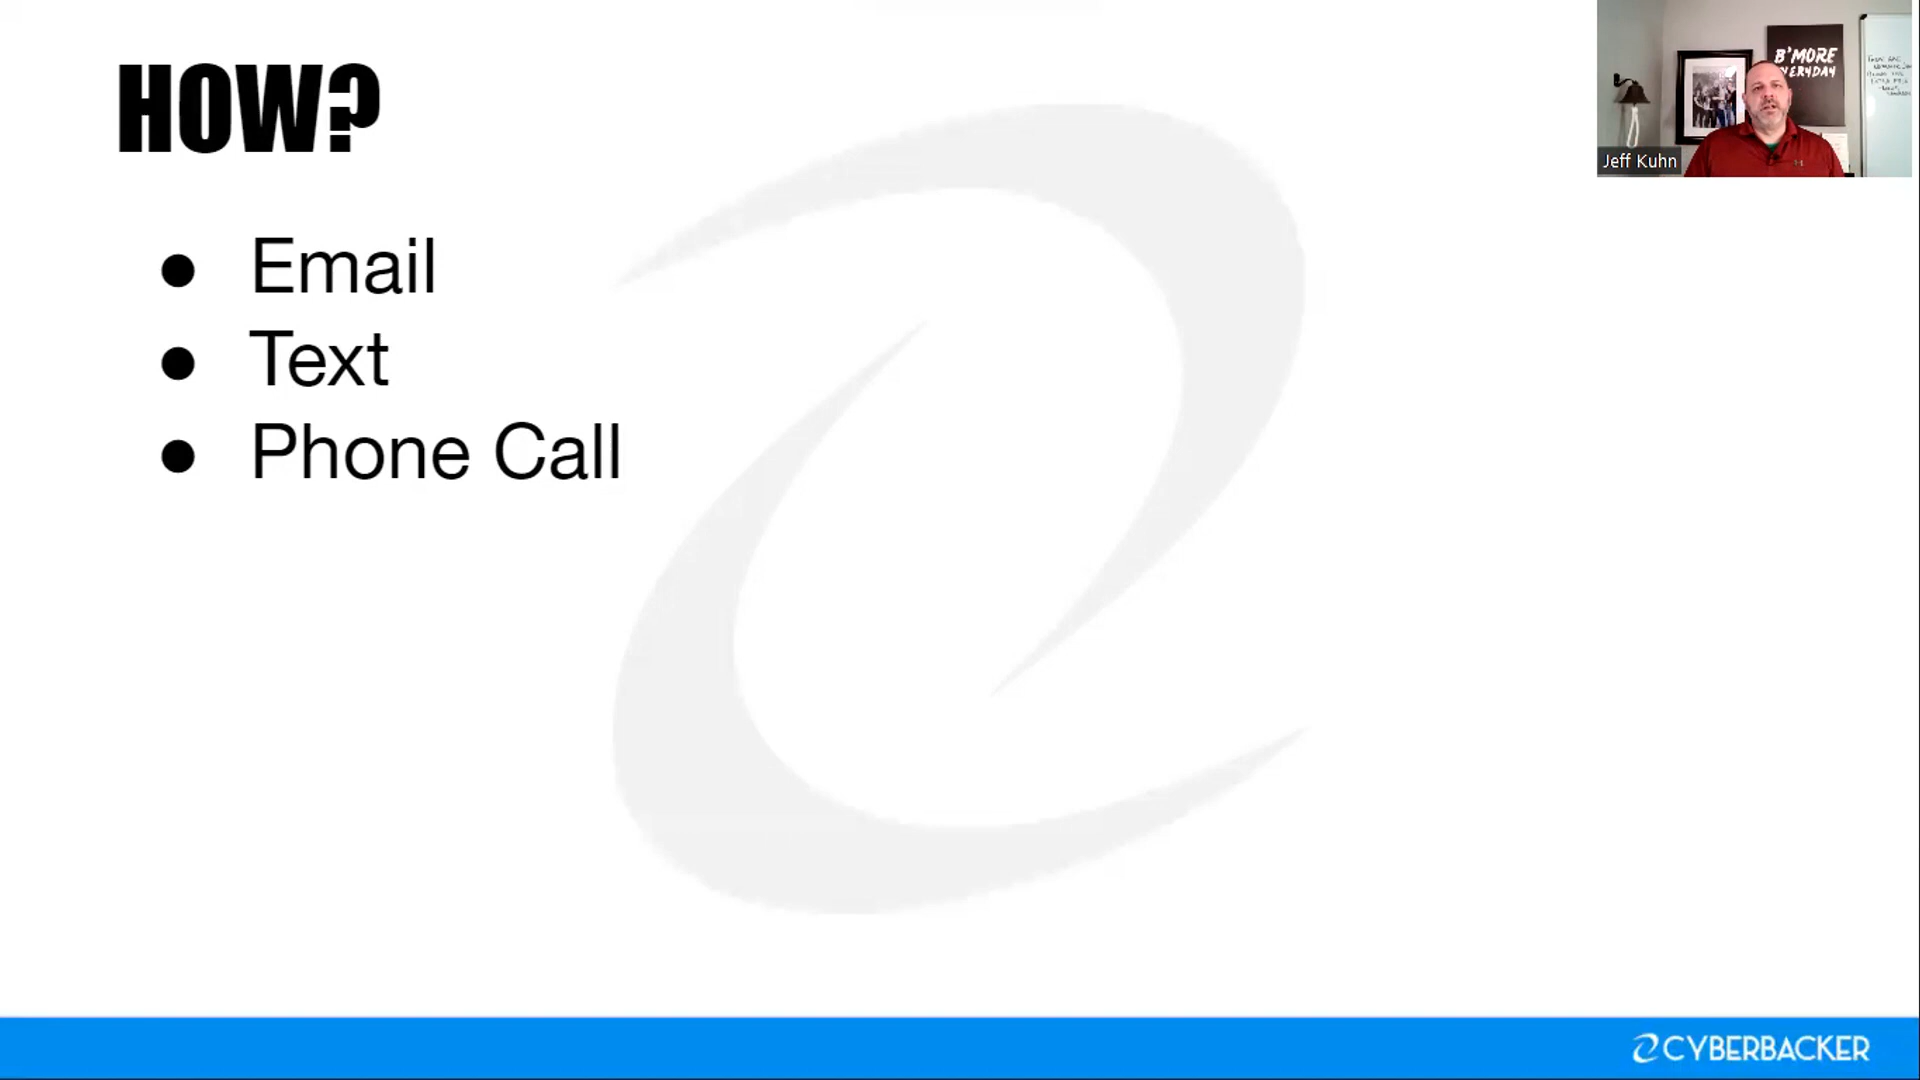 HOW?
● Email
● Text
● Phone Call
B'MORE
EVERYDAY
Jeff Kuhn
CYBERBACKER